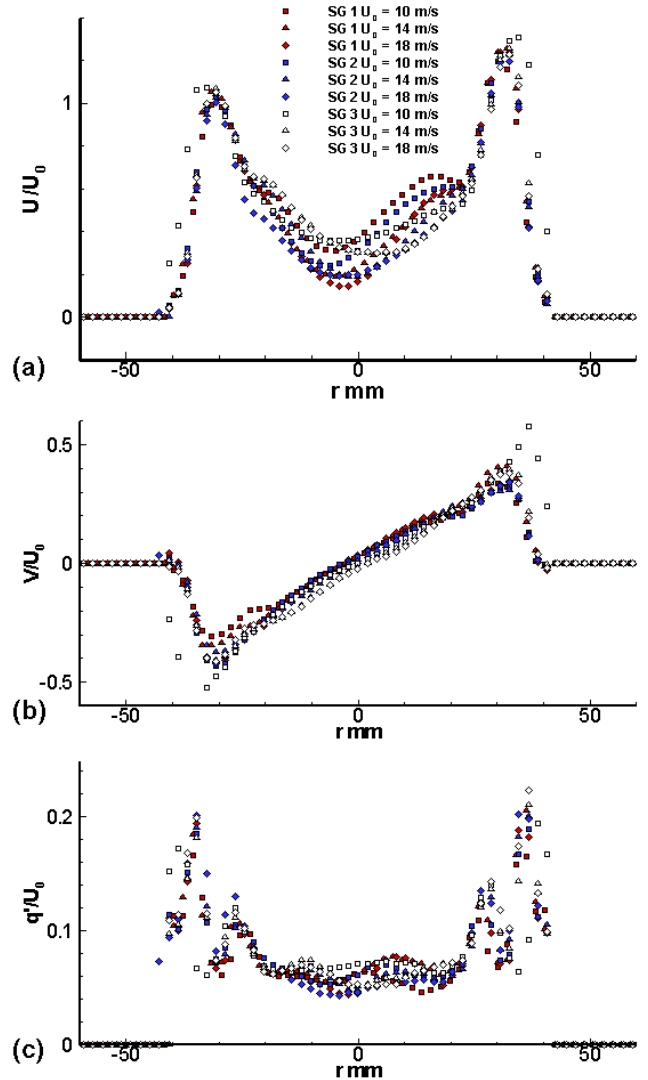 SG 1 U₀ = 10 m/s
SG 1 U₀ = 14 m/s
SG 1 U₀ = 18 m/s
SG 2 U₀ = 10 m/s
SG 2 U₀ = 14 m/s
SG 2 U₀ = 18 m/s
SG 3 U₀ = 10 m/s
SG 3 U₀ = 14 m/s
SG 3 U₀ = 18 m/s
1
U/U₀
0
(a)
-50 0 50
r mm
0.5
V/U₀
0
-0.5
(b)
-50 0 50
r mm
0.2
q'/U₀
0.1
0
(c)
-50 0 50
r mm